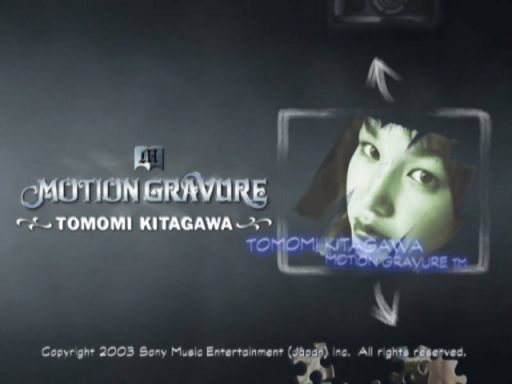 M
MOTION GRAVURE
TOMOMI KITAGAWA
TOMOMI KITAGAWA
MOTION GRAVURE TM
Copyright 2003 Sony Music Entertainment (Japan) Inc. All rights reserved.